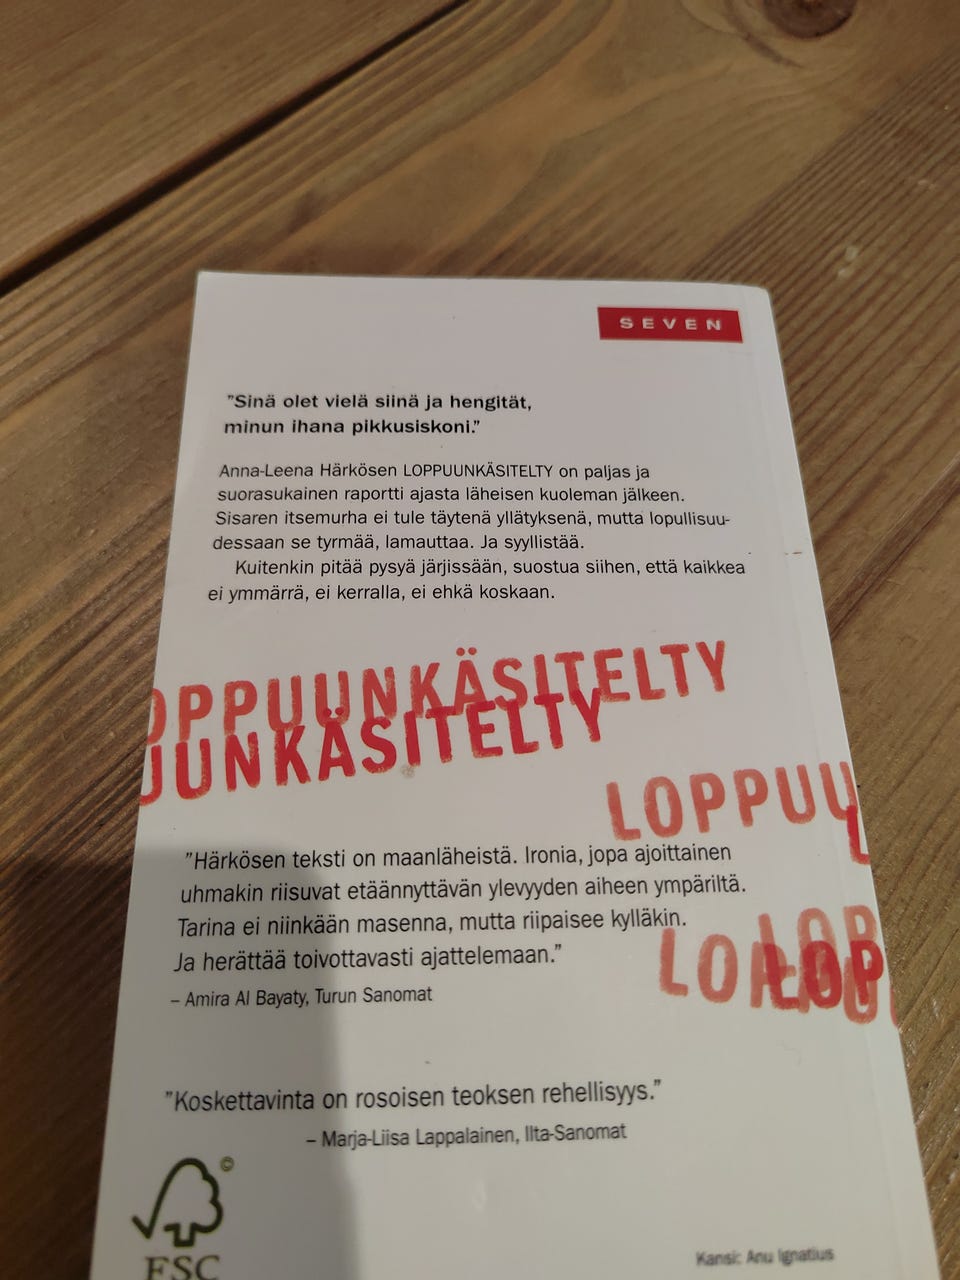 SEVEN
"Sinä olet vielä siinä ja hengität,
minun ihana pikkusiskoni."
Anna-Leena Härkösen LOPPUUNKÄSITELTY on paljas ja
suorasukainen raportti ajasta läheisen kuoleman jälkeen.
Sisaren itsemurha ei tule täytenä yllätyksenä, mutta lopullisuu-
dessaan se tyrmää, lamauttaa. Ja syyllistää.
Kuitenkin pitää pysyä järjissään, suostua siihen, että kaikkea
ei ymmärrä, ei kerralla, ei ehkä koskaan.
OPPUUNKÄSITELTY
UUNKÄSITELTY
LOPPUU
L
"Härkösen teksti on maanläheistä. Ironia, jopa ajoittainen
uhmakin riisuvat etäännyttävän ylevyyden aiheen ympäriltä.
Tarina ei niinkään masenna, mutta riipaisee kylläkin.
Ja herättää toivottavasti ajattelemaan."
– Amira Al Bayaty, Turun Sanomat
LOP
LOP
"Koskettavinta on rosoisen teoksen rehellisyys."
– Marja-Liisa Lappalainen, Ilta-Sanomat
©
FSC
Kansi: Anu Ignatius